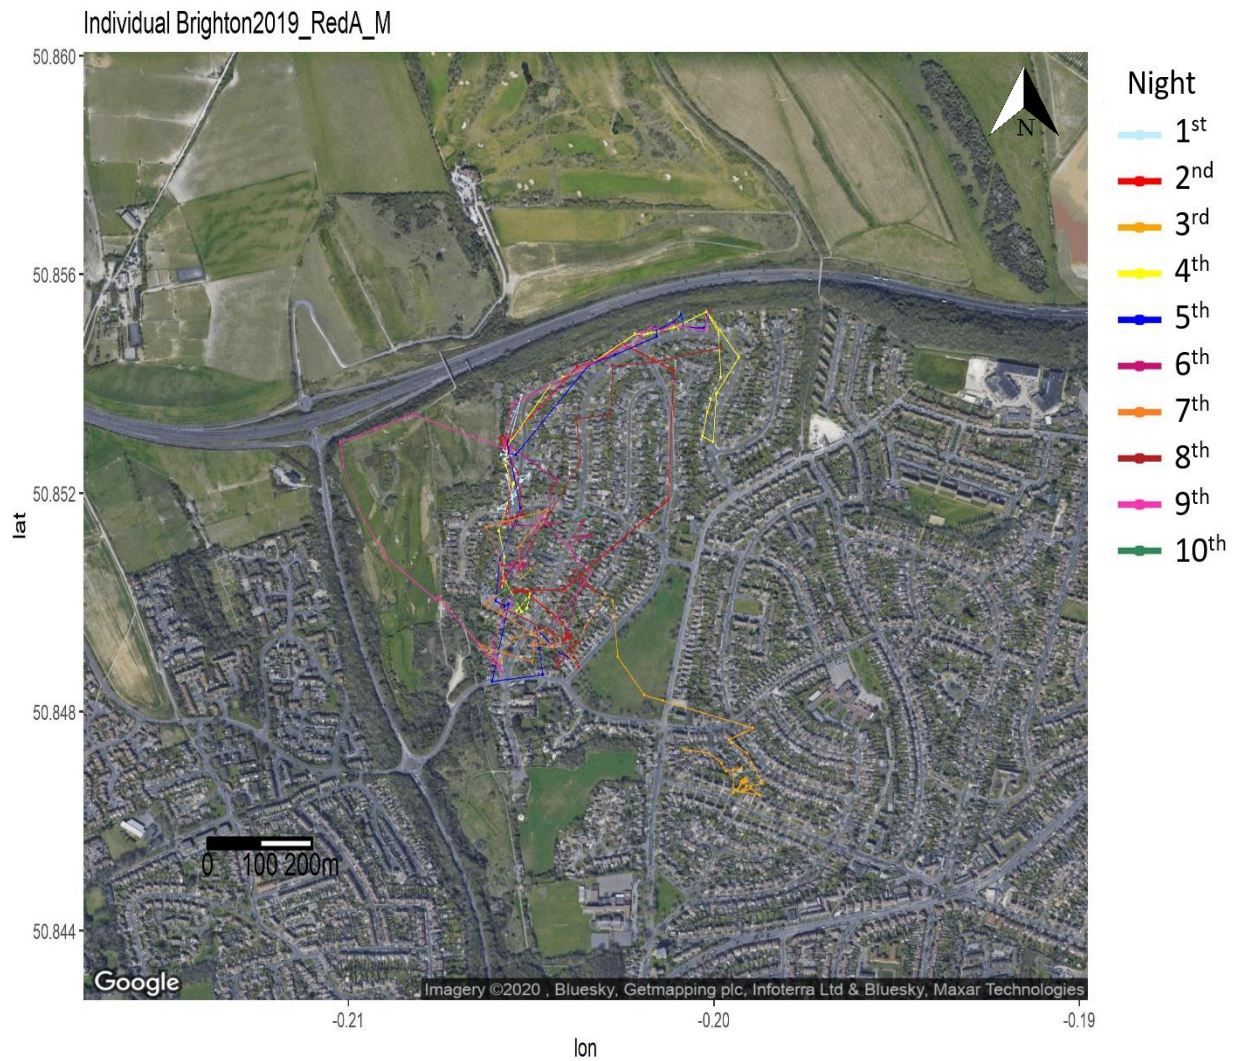 Individual Brighton2019_RedA_M
50.860
50.856
50.852
50.848
50.844
lat
N
Night
1st
2nd
3rd
4th
5th
6th
7th
8th
9th
10th
0 100 200m
Google
Imagery ©2020 , Bluesky, Getmapping plc, Infoterra Ltd & Bluesky, Maxar Technologies
-0.21 -0.20 -0.19
lon